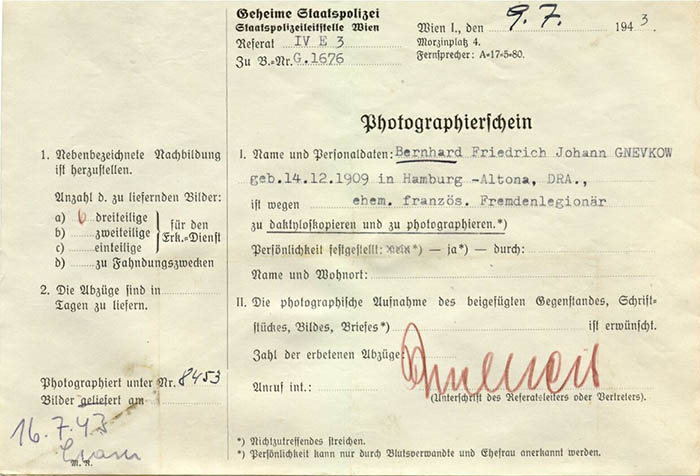 Geheime Staatspolizei
Staatspolizeileitstelle Wien
Referat IV E 3
Zu B.=Nr. G.1676
Wien I., den 9.7. 1943.
Morzinplatz 4.
Fernsprecher: A=17=5=80.
Photographierschein
1. Nebenbezeichnete Nachbildung
ist herzustellen.
Anzahl d. zu liefernden Bilder:
a) 6 dreiteilige
b) zweiteilige
c) einteilige
d) zu Fahndungszwecken
für den
Erk.=Dienst
2. Die Abzüge sind in
Tagen zu liefern.
Photographiert unter Nr. 8453
Bilder geliefert am
16.7.43
M. N.
I. Name und Personaldaten: Bernhard Friedrich Johann GNEVKOW
geb.14.12.1909 in Hamburg -Altona, DRA.,
ist wegen ehem. französ. Fremdenlegionär
zu daktyloskopieren und zu photographieren.*)
Persönlichkeit festgestellt: nein*) — ja*) — durch:
Name und Wohnort:
II. Die photographische Aufnahme des beigefügten Gegenstandes, Schrift=
stückes, Bildes, Briefes*) ist erwünscht.
Zahl der erbetenen Abzüge:
Anruf int.:
(Unterschrift des Referatsleiters oder Vertreters).
*) Nichtzutreffendes streichen.
*) Persönlichkeit kann nur durch Blutsverwandte und Ehefrau anerkannt werden.